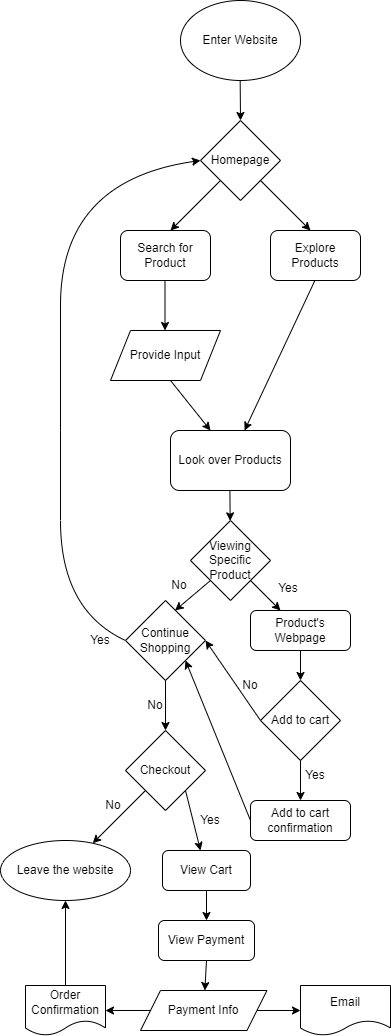 Enter Website
Homepage
Search for
Product
Explore
Products
Provide Input
Look over Products
Viewing
Specific
Product
No
Yes
Product's
Webpage
Continue
Shopping
Yes
No
Add to cart
No
Yes
Checkout
Add to cart
confirmation
No
Yes
Leave the website
View Cart
View Payment
Order
Confirmation
Payment Info
Email